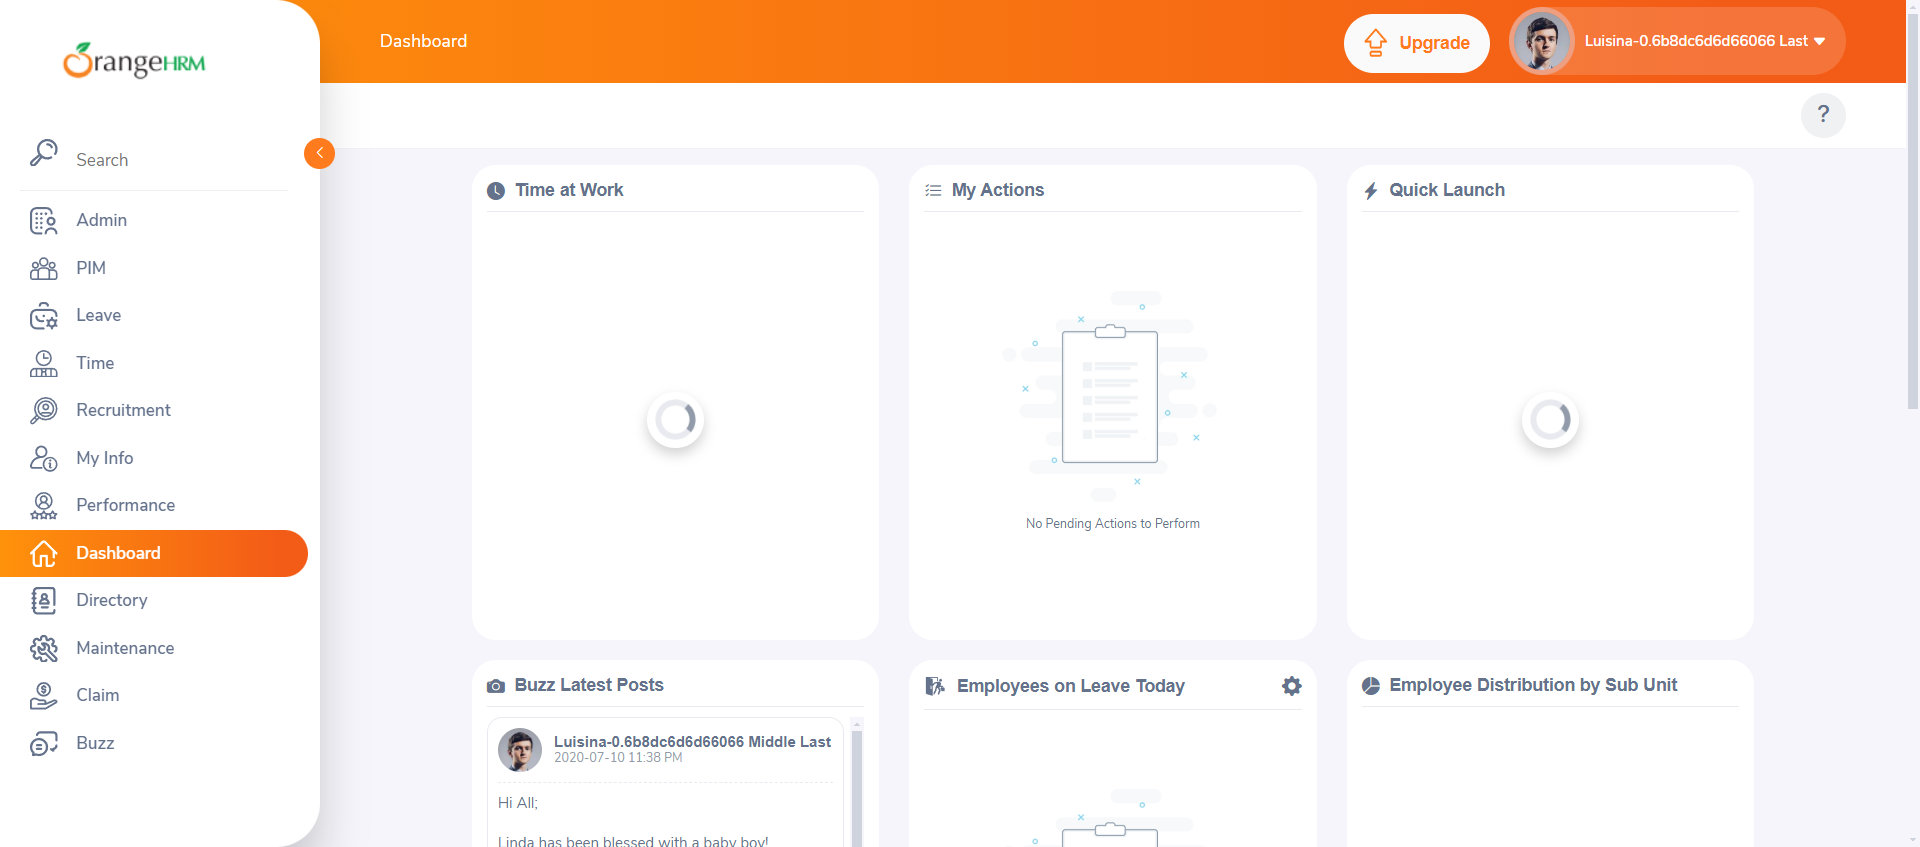 OrangeHRM
Dashboard
Upgrade
Luisina-0.6b8dc6d6d66066 Last
?
Search
Admin
PIM
Leave
Time
Recruitment
My Info
Performance
Dashboard
Directory
Maintenance
Claim
Buzz
Time at Work
My Actions
No Pending Actions to Perform
Quick Launch
Buzz Latest Posts
Luisina-0.6b8dc6d6d66066 Middle Last
2020-07-10 11:38 PM
Hi All;
Linda has been blessed with a baby boy!
Employees on Leave Today
Employee Distribution by Sub Unit